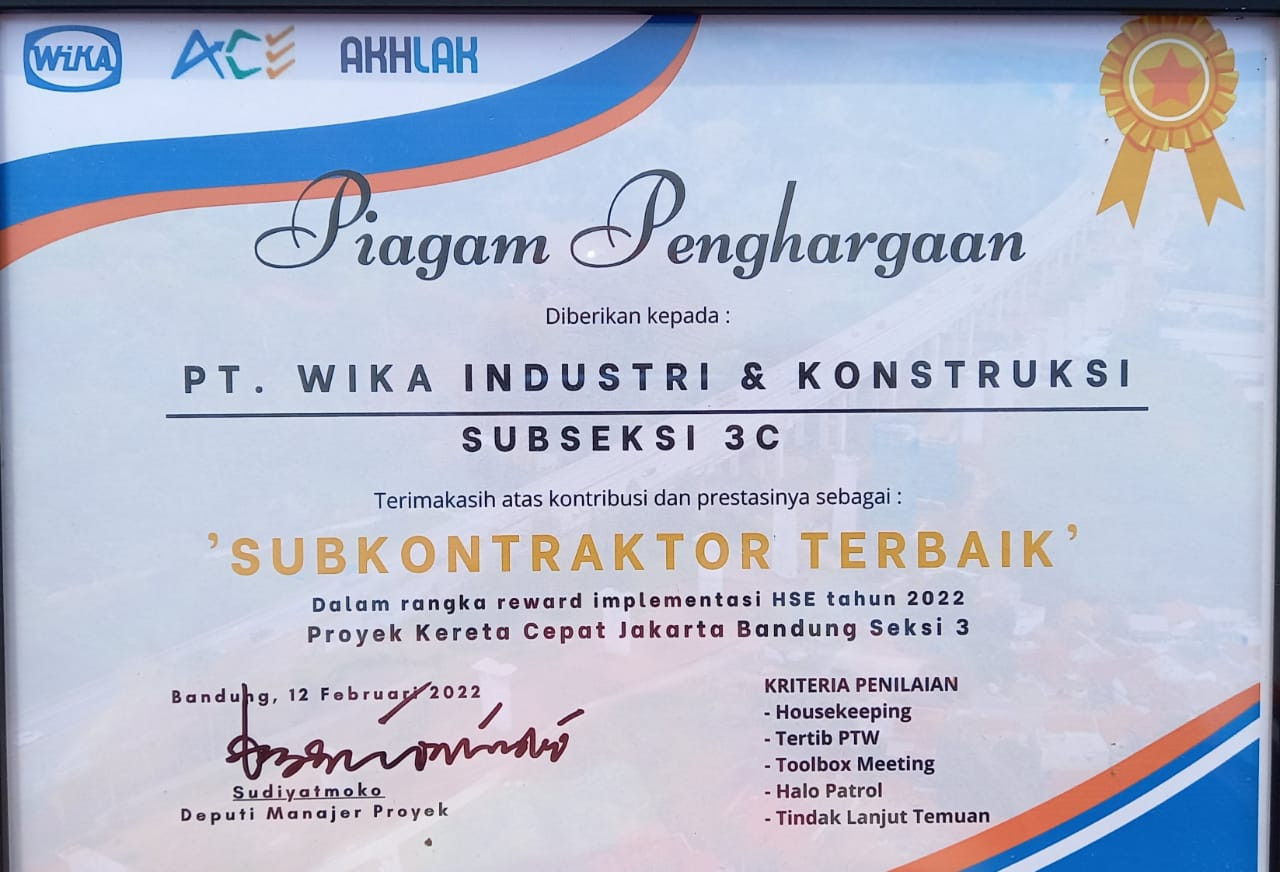 WIKA ACE AKHLAK
Piagam Penghargaan
Diberikan kepada :
PT. WIKA INDUSTRI & KONSTRUKSI
SUBSEKSI 3C
Terimakasih atas kontribusi dan prestasinya sebagai :
'SUBKONTRAKTOR TERBAIK'
Dalam rangka reward implementasi HSE tahun 2022
Proyek Kereta Cepat Jakarta Bandung Seksi 3
Bandung, 12 Februari 2022
Sudiyatmoko
Deputi Manajer Proyek
KRITERIA PENILAIAN
- Housekeeping
- Tertib PTW
- Toolbox Meeting
- Halo Patrol
- Tindak Lanjut Temuan